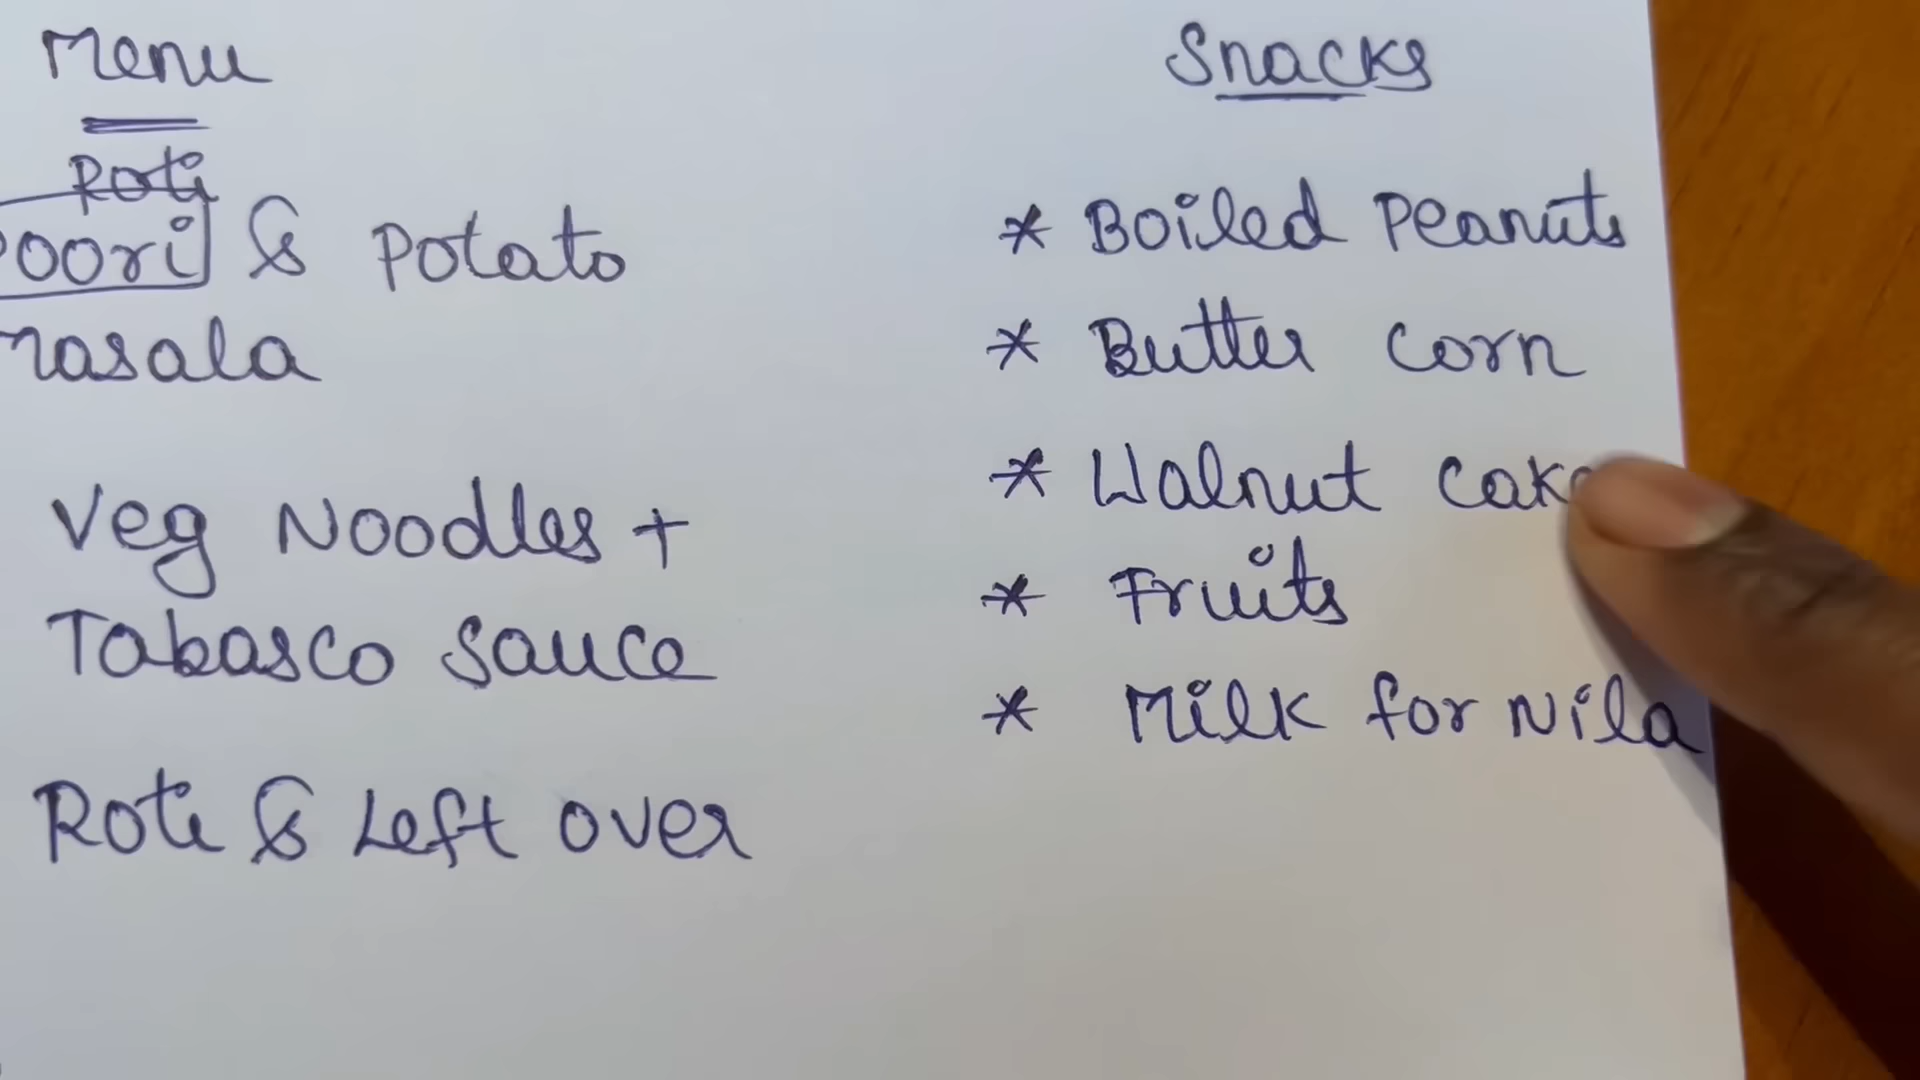 Menu
Roti
Poori & Potato
Masala
Veg Noodles +
Tabasco Sauce
Roti & Left over
Snacks
* Boiled Peanuts
* Butter Corn
* Walnut Cake
* Fruits
* Milk for Nila